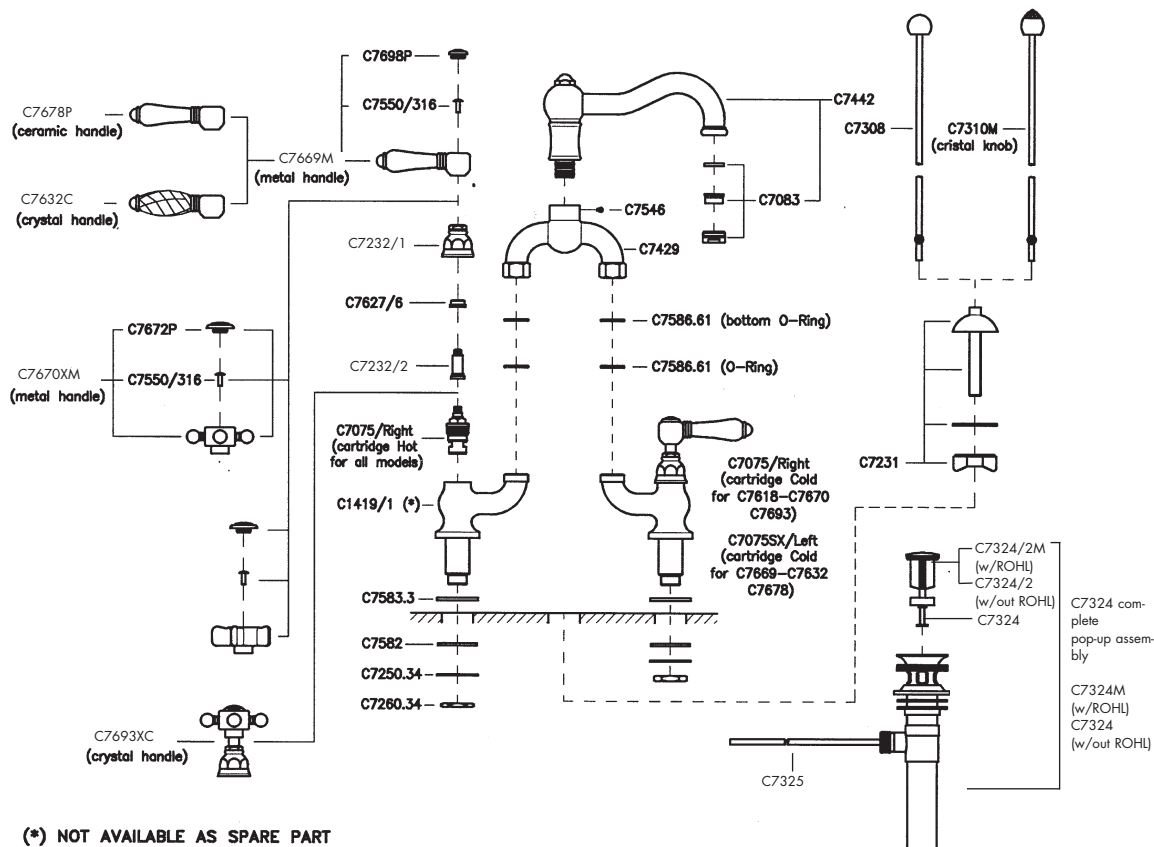 C7698P
C7550/316
C7678P
(ceramic handle)
C7669M
(metal handle)
C7632C
(crystal handle)
C7232/1
C7627/6
C7672P
C7670XM
(metal handle)
C7550/316
C7232/2
C7075/Right
(cartridge Hot
for all models)
C1419/1 (*)
C7583.3
C7582
C7250.34
C7260.34
C7693XC
(crystal handle)
C7442
C7083
C7546
C7429
C7586.61 (bottom O-Ring)
C7586.61 (O-Ring)
C7075/Right
(cartridge Cold
for C7618-C7670
C7693)
C7075SX/Left
(cartridge Cold
for C7669-C7632
C7678)
C7308
C7310M
(cristal knob)
C7231
C7324/2M
(w/ROHL)
C7324/2
(w/out ROHL)
C7324
C7324 com-
plete
pop-up assem-
bly
C7324M
(w/ROHL)
C7324
(w/out ROHL)
C7325
(*) NOT AVAILABLE AS SPARE PART